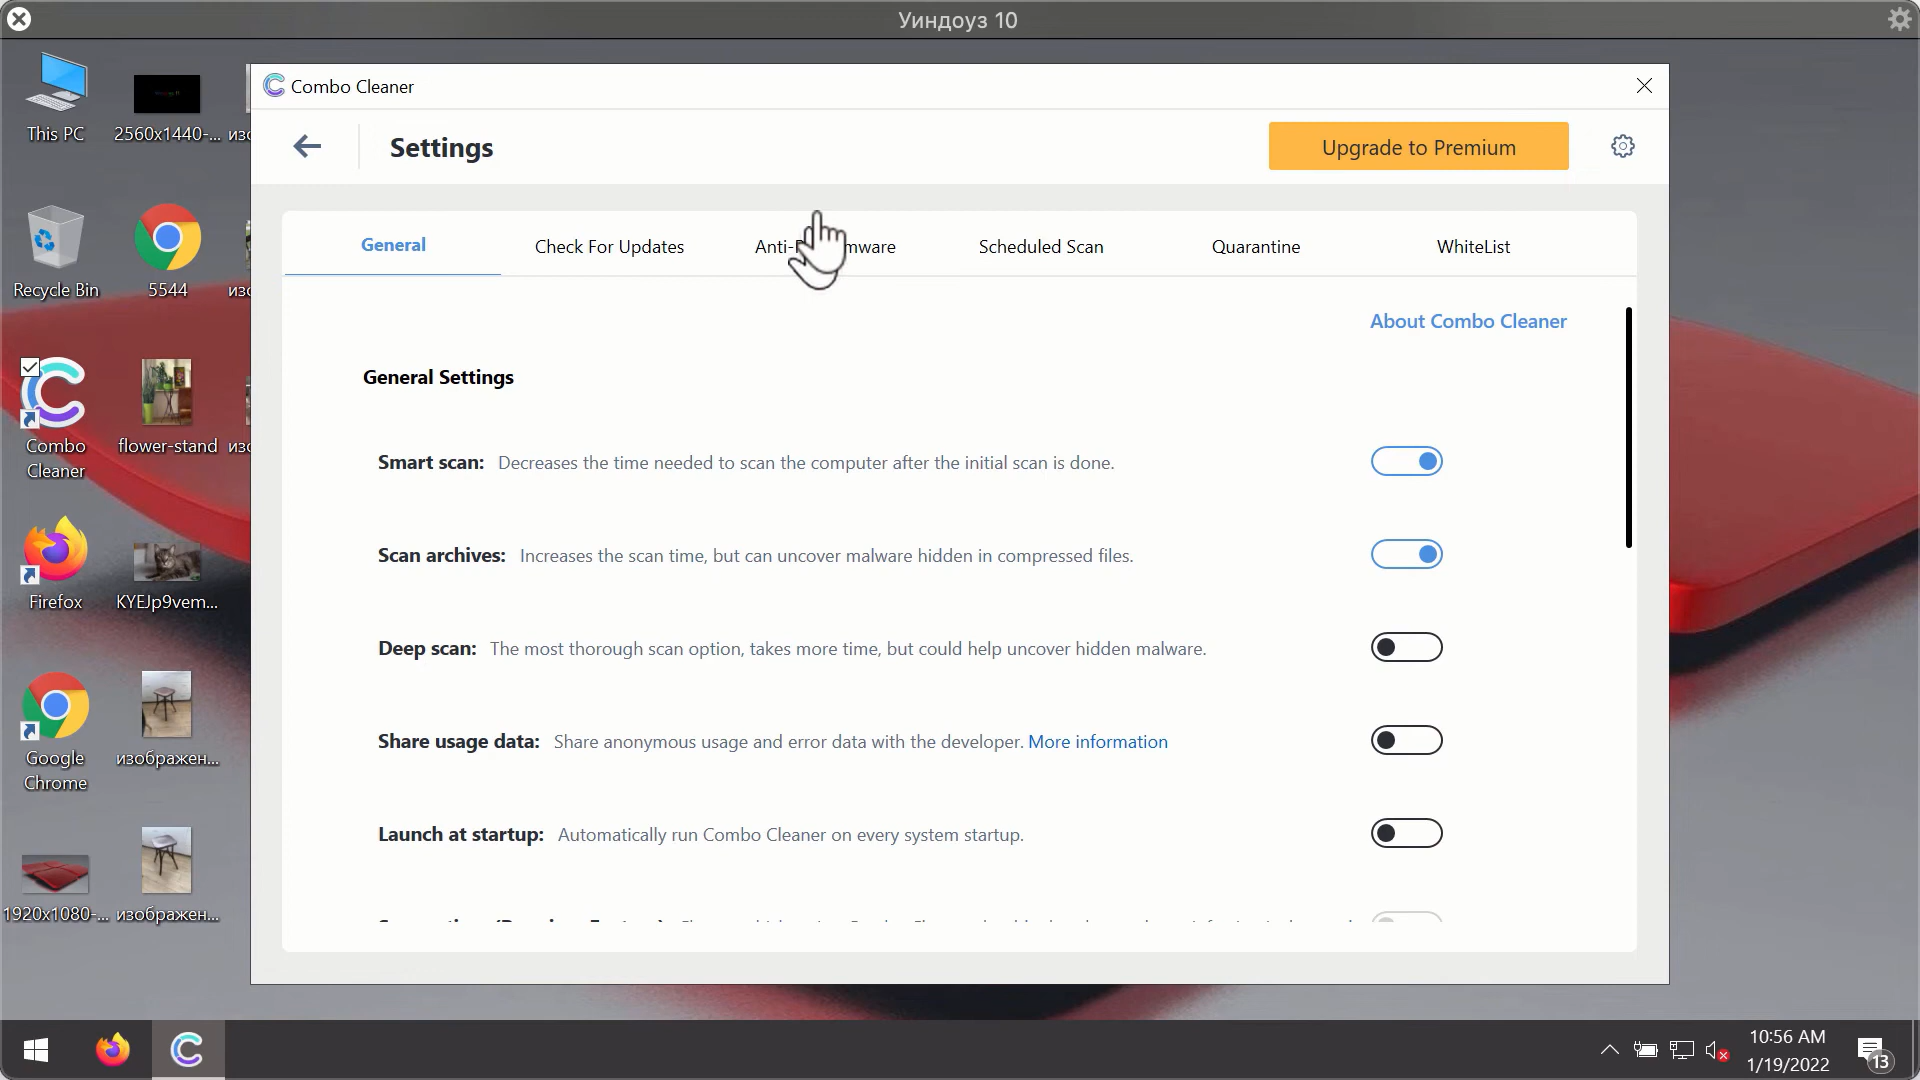 Уиндоуз 10
This PC
2560x1440-...
Recycle Bin
5544
Combo
Cleaner
flower-stand
Firefox
KYEJp9vem...
Google
Chrome
изображен...
1920x1080-...
изображен...
Combo Cleaner
Settings
Upgrade to Premium
General
Check For Updates
Scheduled Scan
Quarantine
WhiteList
About Combo Cleaner
General Settings
Smart scan: Decreases the time needed to scan the computer after the initial scan is done.
Scan archives: Increases the scan time, but can uncover malware hidden in compressed files.
Deep scan: The most thorough scan option, takes more time, but could help uncover hidden malware.
Share usage data: Share anonymous usage and error data with the developer. More information
Launch at startup: Automatically run Combo Cleaner on every system startup.
10:56 AM
1/19/2022
13